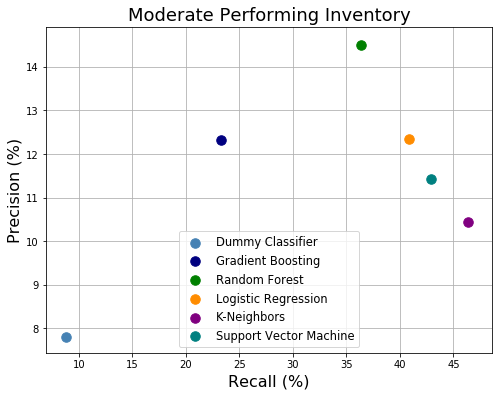 Moderate Performing Inventory
Precision (%)
14
13
12
11
10
9
8
Dummy Classifier
Gradient Boosting
Random Forest
Logistic Regression
K-Neighbors
Support Vector Machine
10 15 20 25 30 35 40 45
Recall (%)